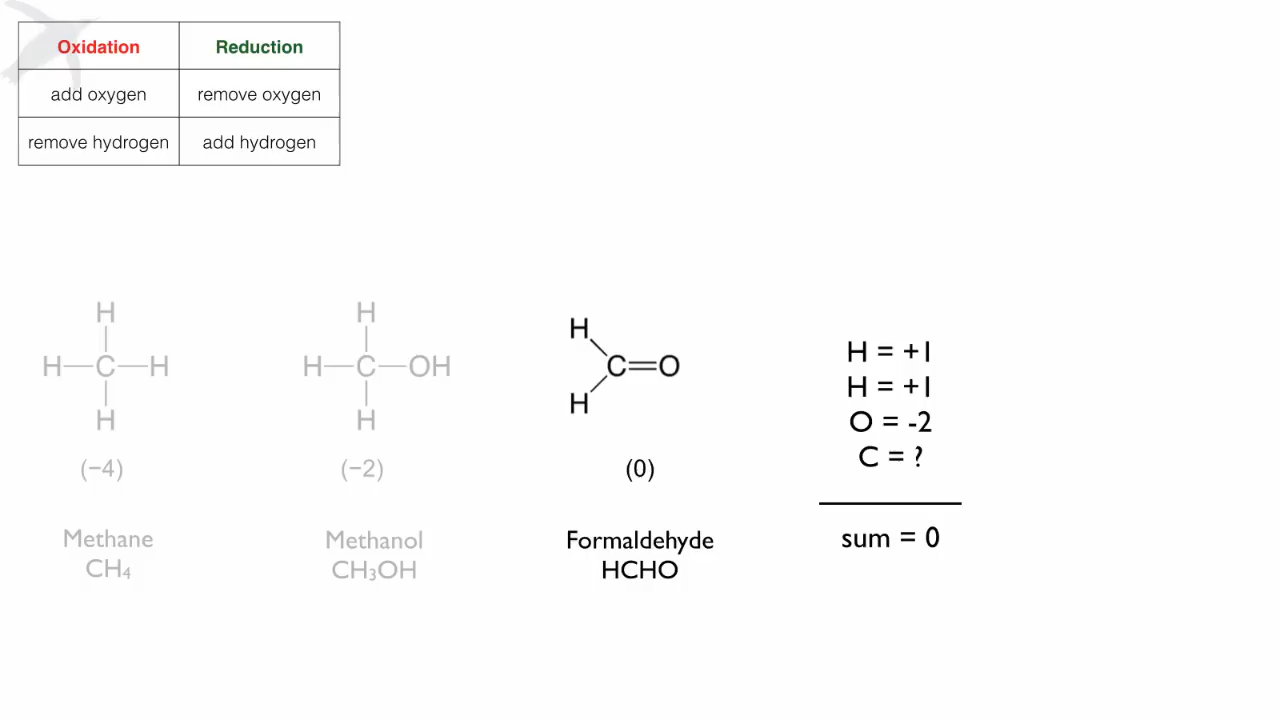 Oxidation Reduction
add oxygen remove oxygen
remove hydrogen add hydrogen
H
H—C—H
H
(−4)
Methane
CH₄
H
H—C—OH
H
(−2)
Methanol
CH₃OH
H
C=O
H
(0)
Formaldehyde
HCHO
H = +1
H = +1
O = -2
C = ?
sum = 0